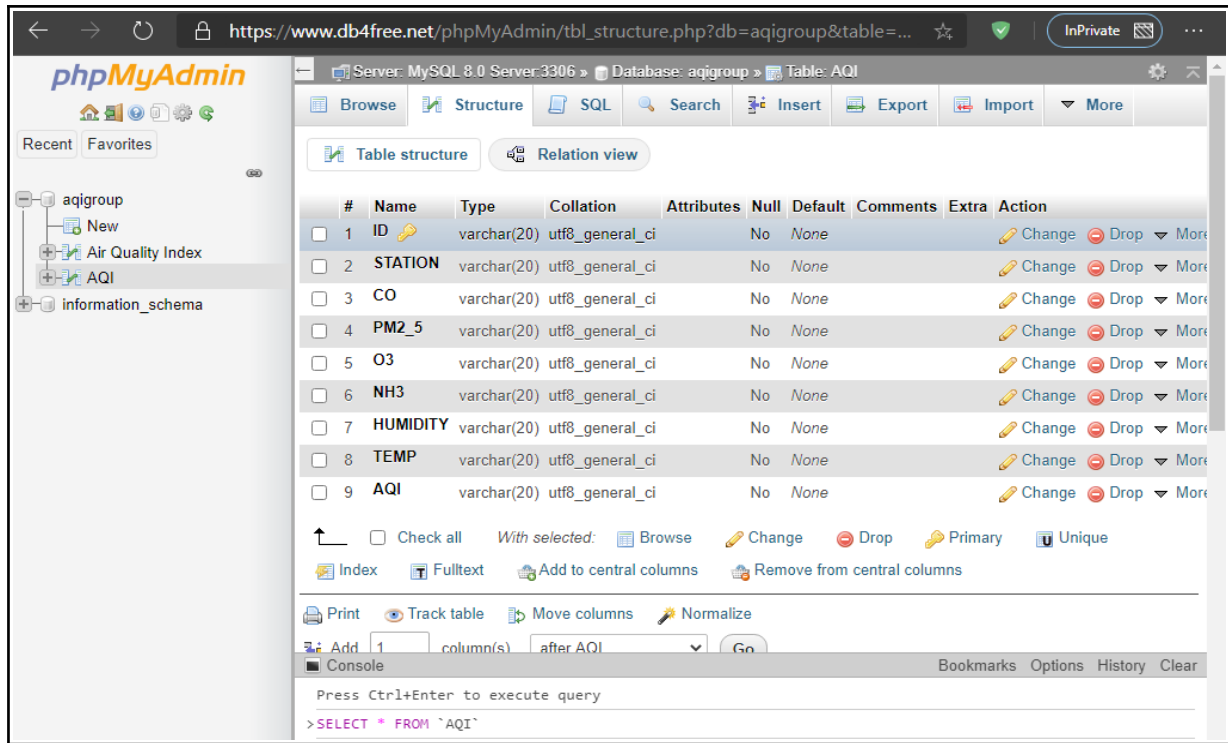 https://www.db4free.net/phpMyAdmin/tbl_structure.php?db=aqigroup&table=... InPrivate
phpMyAdmin
Recent Favorites
aqigroup
New
Air Quality Index
AQI
information_schema
Server: MySQL 8.0 Server:3306 » Database: aqigroup » Table: AQI
Browse Structure SQL Search Insert Export Import More
Table structure Relation view
# Name Type Collation Attributes Null Default Comments Extra Action
1 ID varchar(20) utf8_general_ci No None Change Drop More
2 STATION varchar(20) utf8_general_ci No None Change Drop More
3 CO varchar(20) utf8_general_ci No None Change Drop More
4 PM2_5 varchar(20) utf8_general_ci No None Change Drop More
5 O3 varchar(20) utf8_general_ci No None Change Drop More
6 NH3 varchar(20) utf8_general_ci No None Change Drop More
7 HUMIDITY varchar(20) utf8_general_ci No None Change Drop More
8 TEMP varchar(20) utf8_general_ci No None Change Drop More
9 AQI varchar(20) utf8_general_ci No None Change Drop More
Check all With selected: Browse Change Drop Primary Unique
Index Fulltext Add to central columns Remove from central columns
Print Track table Move columns Normalize
Add 1 column(s) after AQI Go
Console Bookmarks Options History Clear
Press Ctrl+Enter to execute query
>SELECT * FROM `AQI`